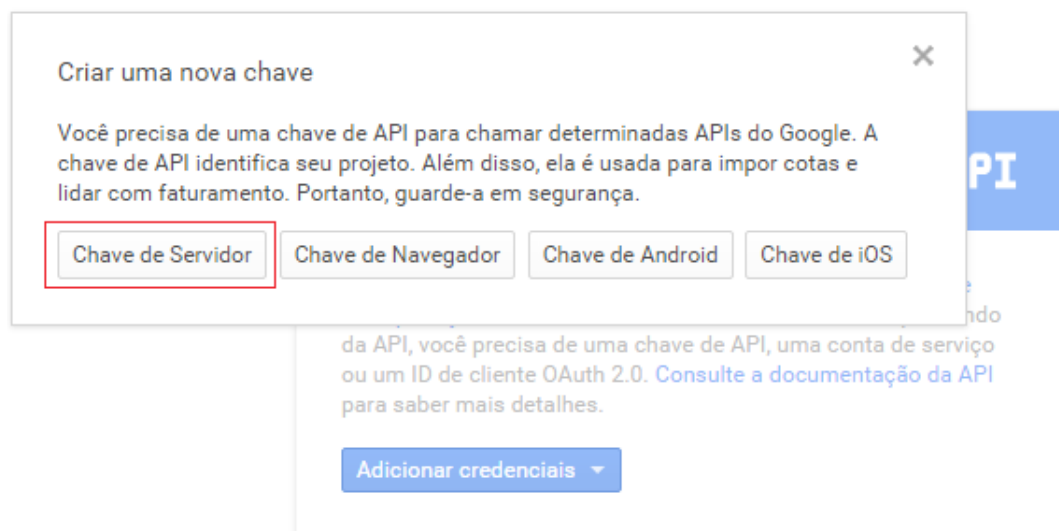 Criar uma nova chave
Você precisa de uma chave de API para chamar determinadas APIs do Google. A
chave de API identifica seu projeto. Além disso, ela é usada para impor cotas e
lidar com faturamento. Portanto, guarde-a em segurança.
Chave de Servidor Chave de Navegador Chave de Android Chave de iOS
PI
da API, você precisa de uma chave de API, uma conta de serviço
ou um ID de cliente OAuth 2.0. Consulte a documentação da API
para saber mais detalhes.
Adicionar credenciais